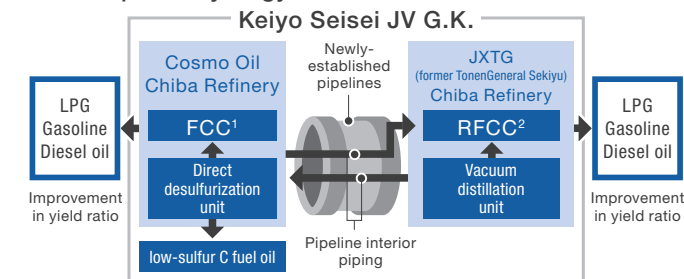 Keiyo Seisei JV G.K.
Cosmo Oil
Chiba Refinery
Newly-
established
pipelines
JXTG
(former TonenGeneral Sekiyu)
Chiba Refinery
LPG
Gasoline
Diesel oil
FCC¹
RFCC²
LPG
Gasoline
Diesel oil
Direct
desulfurization
unit
Vacuum
distillation
unit
Improvement
in yield ratio
Improvement
in yield ratio
low-sulfur C fuel oil
Pipeline interior
piping